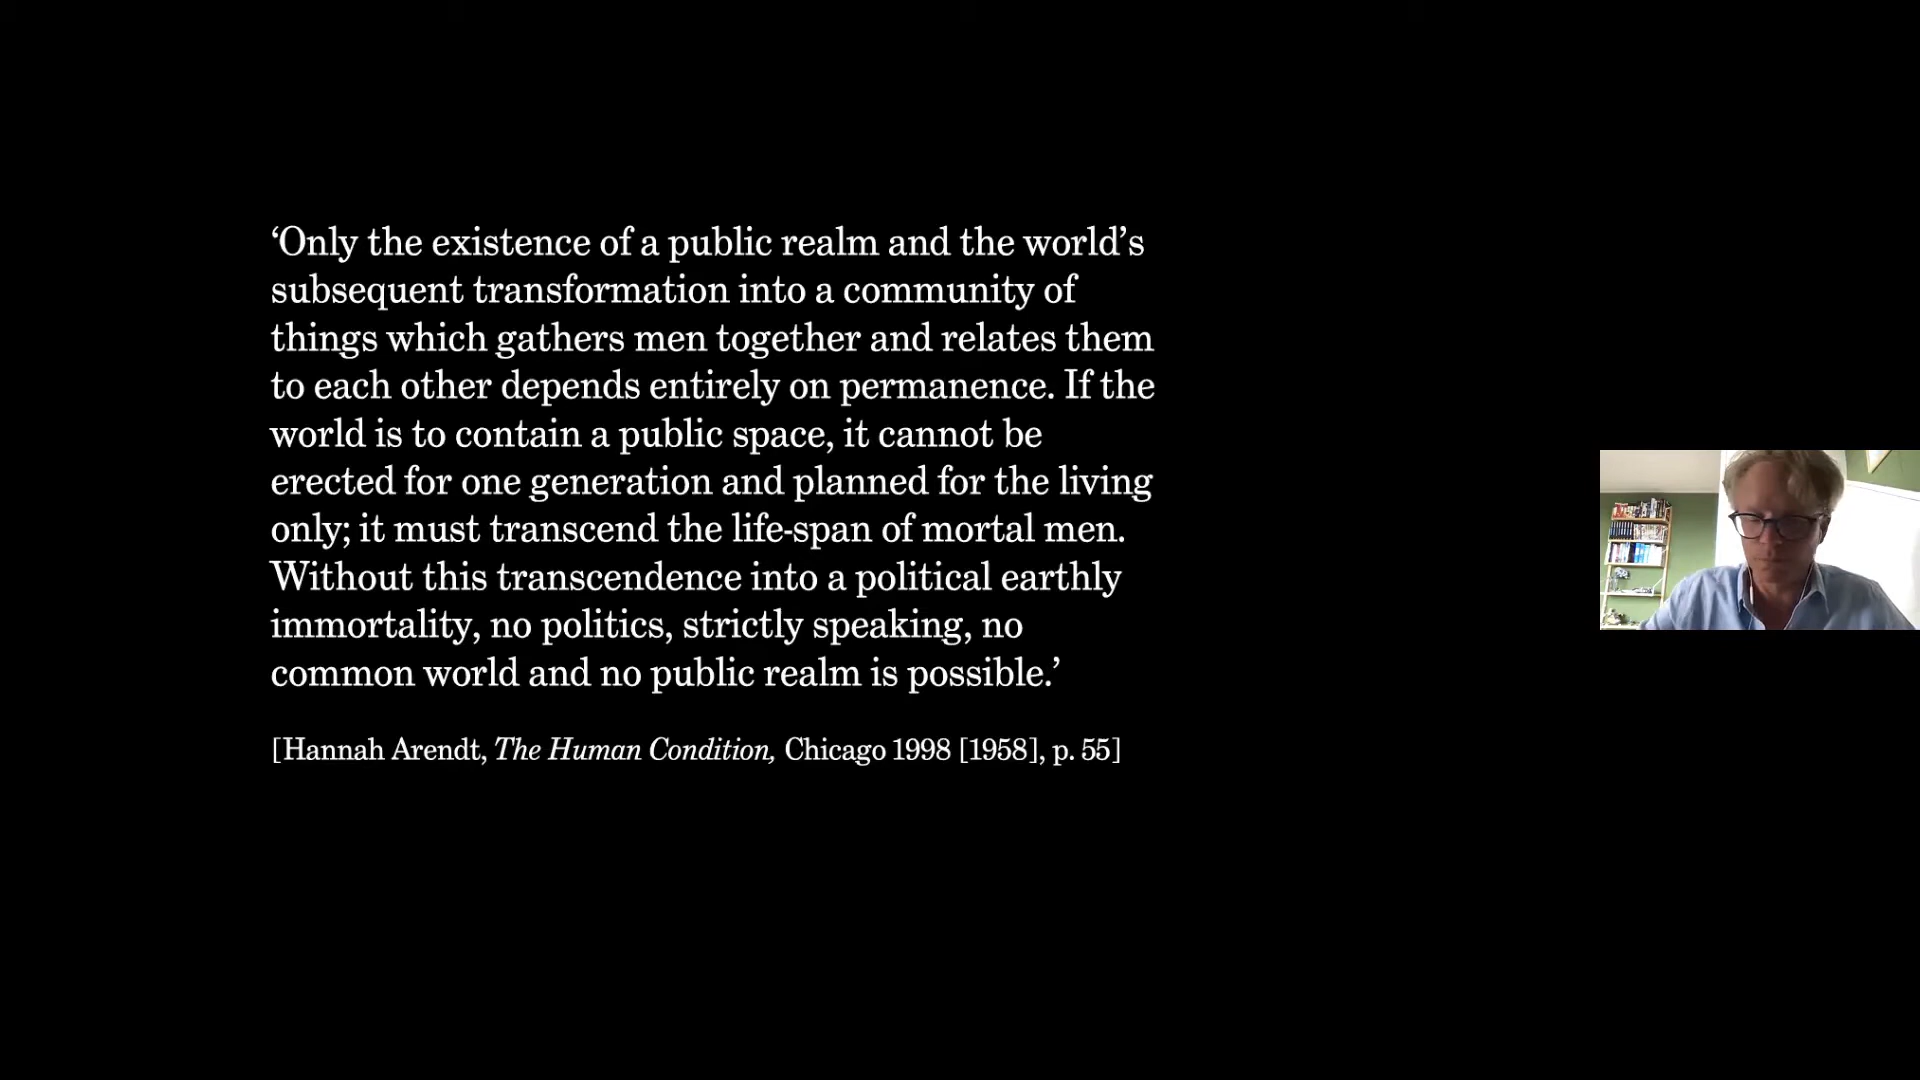 ‘Only the existence of a public realm and the world’s
subsequent transformation into a community of
things which gathers men together and relates them
to each other depends entirely on permanence. If the
world is to contain a public space, it cannot be
erected for one generation and planned for the living
only; it must transcend the life-span of mortal men.
Without this transcendence into a political earthly
immortality, no politics, strictly speaking, no
common world and no public realm is possible.’
[Hannah Arendt, The Human Condition, Chicago 1998 [1958], p. 55]